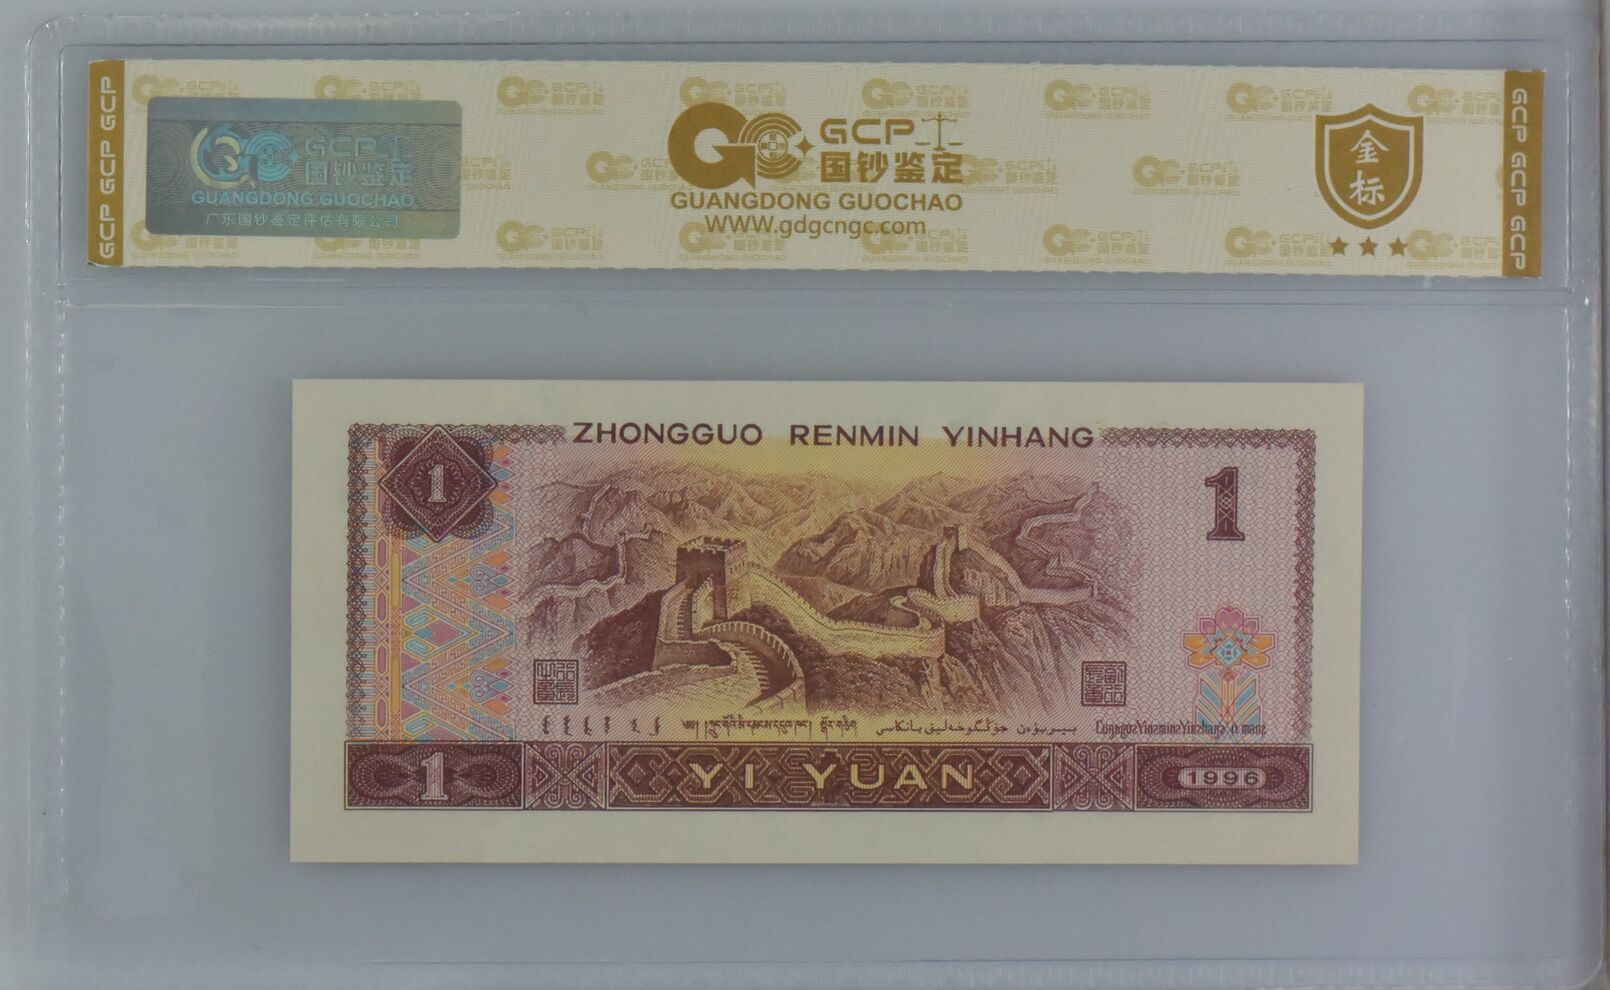 GCP GCP GCP
GCP
国钞鉴定
GUANGDONG GUOCHAO
广东国钞鉴定评估有限公司
GCP
国钞鉴定
GUANGDONG GUOCHAO
WWW.gdgcngc.com
金标
GCP GCP GCP
ZHONGGUO RENMIN YINHANG
1
1
1
YI YUAN
1996